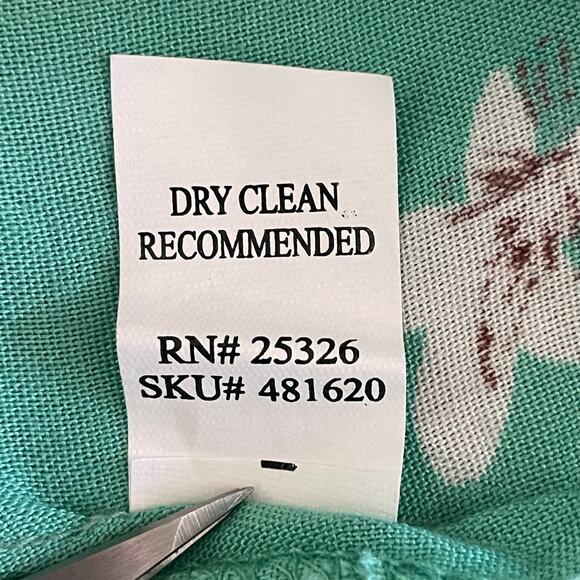 DRY CLEAN
RECOMMENDED
RN# 25326
SKU# 481620